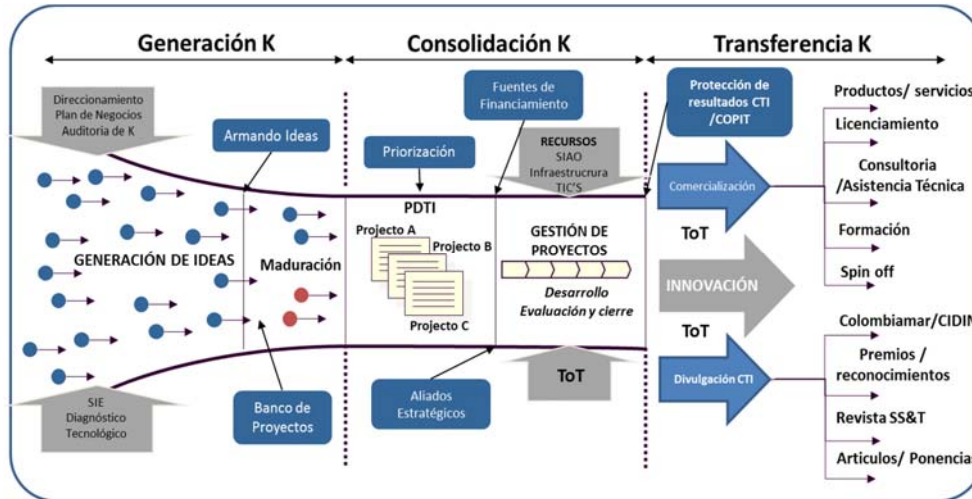 Generación K
Consolidación K
Transferencia K
Direccionamiento
Plan de Negocios
Auditoria de K
Armando Ideas
GENERACIÓN DE IDEAS
Maduración
SIE
Diagnóstico
Tecnológico
Banco de
Proyectos
Priorización
Fuentes de
Financiamiento
RECURSOS
SIAO
Infraestrucrura
TIC'S
PDTI
Projecto A
Projecto B
Projecto C
GESTIÓN DE
PROYECTOS
Desarrollo
Evaluación y cierre
Aliados
Estratégicos
ToT
Protección de
resultados CTI
/COPIT
Comercialización
ToT
INNOVACIÓN
ToT
Divulgación CTI
Productos/ servicios
Licenciamiento
Consultoria
/Asistencia Técnica
Formación
Spin off
Colombiamar/CIDIN
Premios /
reconocimientos
Revista SS&T
Articulos/ Ponencias